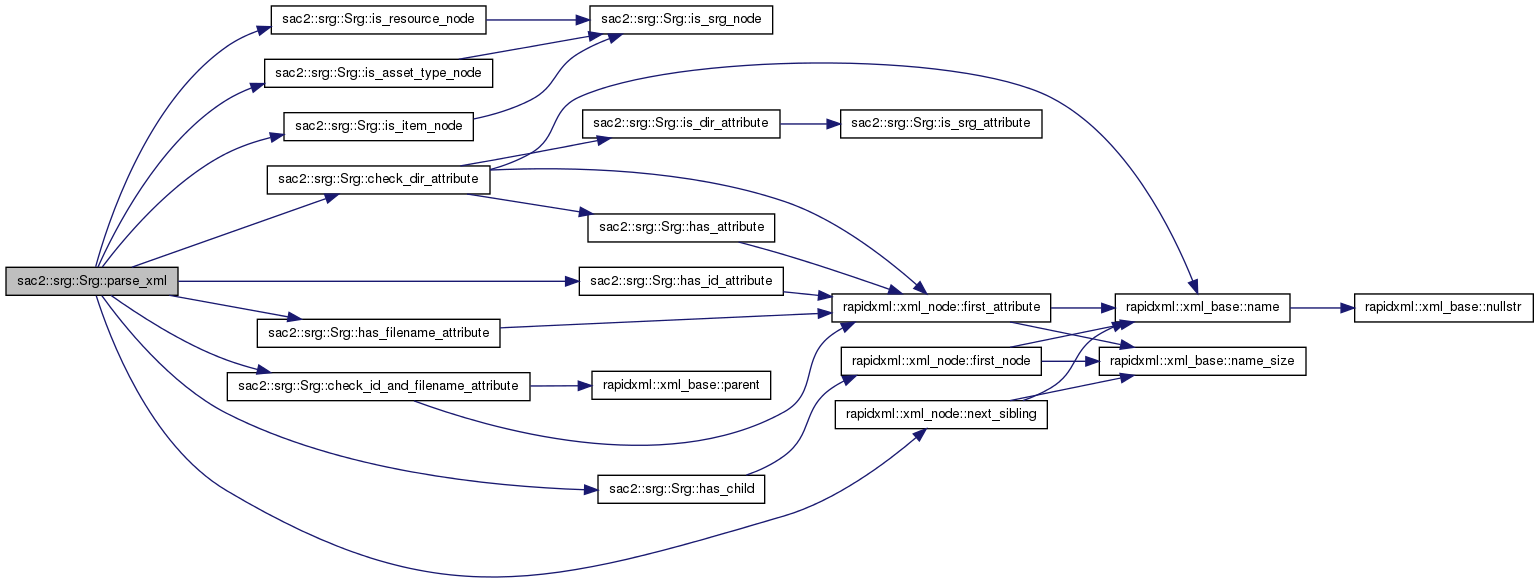 sac2::srg::Srg::is_resource_node
sac2::srg::Srg::is_srg_node
sac2::srg::Srg::is_asset_type_node
sac2::srg::Srg::is_item_node
sac2::srg::Srg::is_dir_attribute
sac2::srg::Srg::is_srg_attribute
sac2::srg::Srg::check_dir_attribute
sac2::srg::Srg::has_attribute
sac2::srg::Srg::parse_xml
sac2::srg::Srg::has_id_attribute
rapidxml::xml_node::first_attribute
rapidxml::xml_base::name
rapidxml::xml_base::nullstr
sac2::srg::Srg::has_filename_attribute
rapidxml::xml_node::first_node
rapidxml::xml_base::name_size
sac2::srg::Srg::check_id_and_filename_attribute
rapidxml::xml_base::parent
rapidxml::xml_node::next_sibling
sac2::srg::Srg::has_child